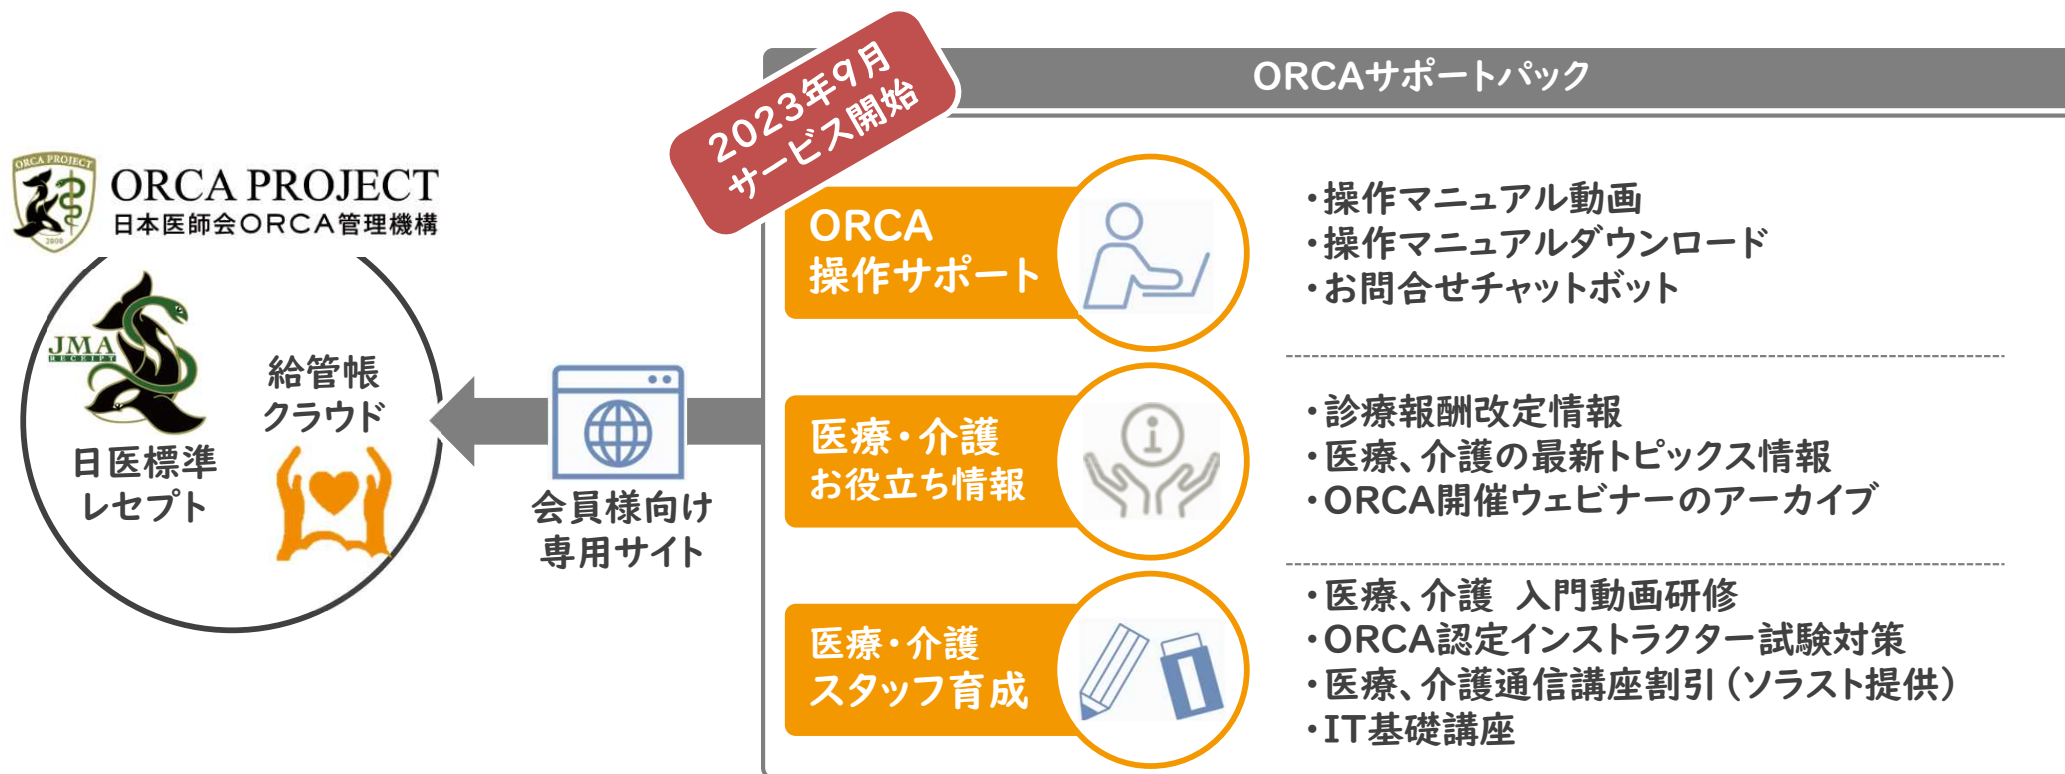 ORCAサポートパック
2023年9月
サービス開始
ORCA PROJECT
2000
ORCA PROJECT
日本医師会ORCA管理機構
JMA
RECEIPT
日医標準
レセプト
給管帳
クラウド
会員様向け
専用サイト
ORCA
操作サポート
・操作マニュアル動画
・操作マニュアルダウンロード
・お問合せチャットボット
医療・介護
お役立ち情報
・診療報酬改定情報
・医療、介護の最新トピックス情報
・ORCA開催ウェビナーのアーカイブ
医療・介護
スタッフ育成
・医療、介護 入門動画研修
・ORCA認定インストラクター試験対策
・医療、介護通信講座割引（ソラスト提供）
・IT基礎講座